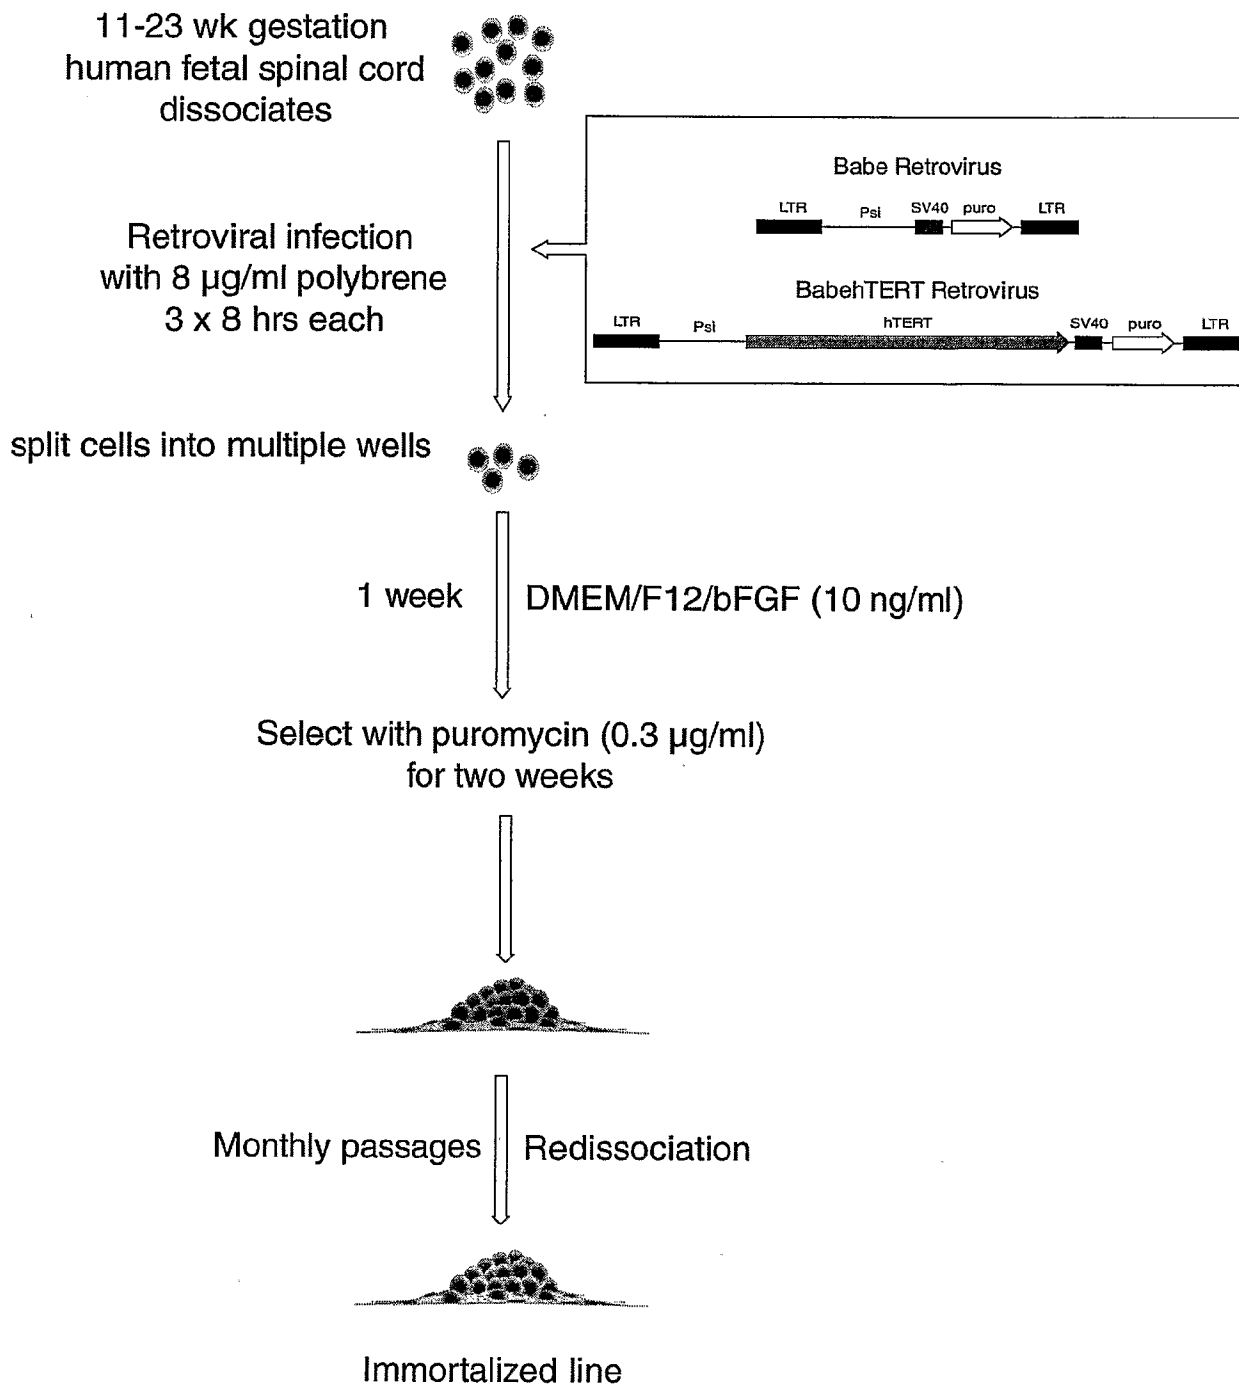 11-23 wk gestation
human fetal spinal cord
dissociates
Retroviral infection
with 8 µg/ml polybrene
3 x 8 hrs each
Babe Retrovirus
LTR Psi SV40 puro LTR
BabehTERT Retrovirus
LTR Psi hTERT SV40 puro LTR
split cells into multiple wells
1 week DMEM/F12/bFGF (10 ng/ml)
Select with puromycin (0.3 µg/ml)
for two weeks
Monthly passages Redissociation
Immortalized line